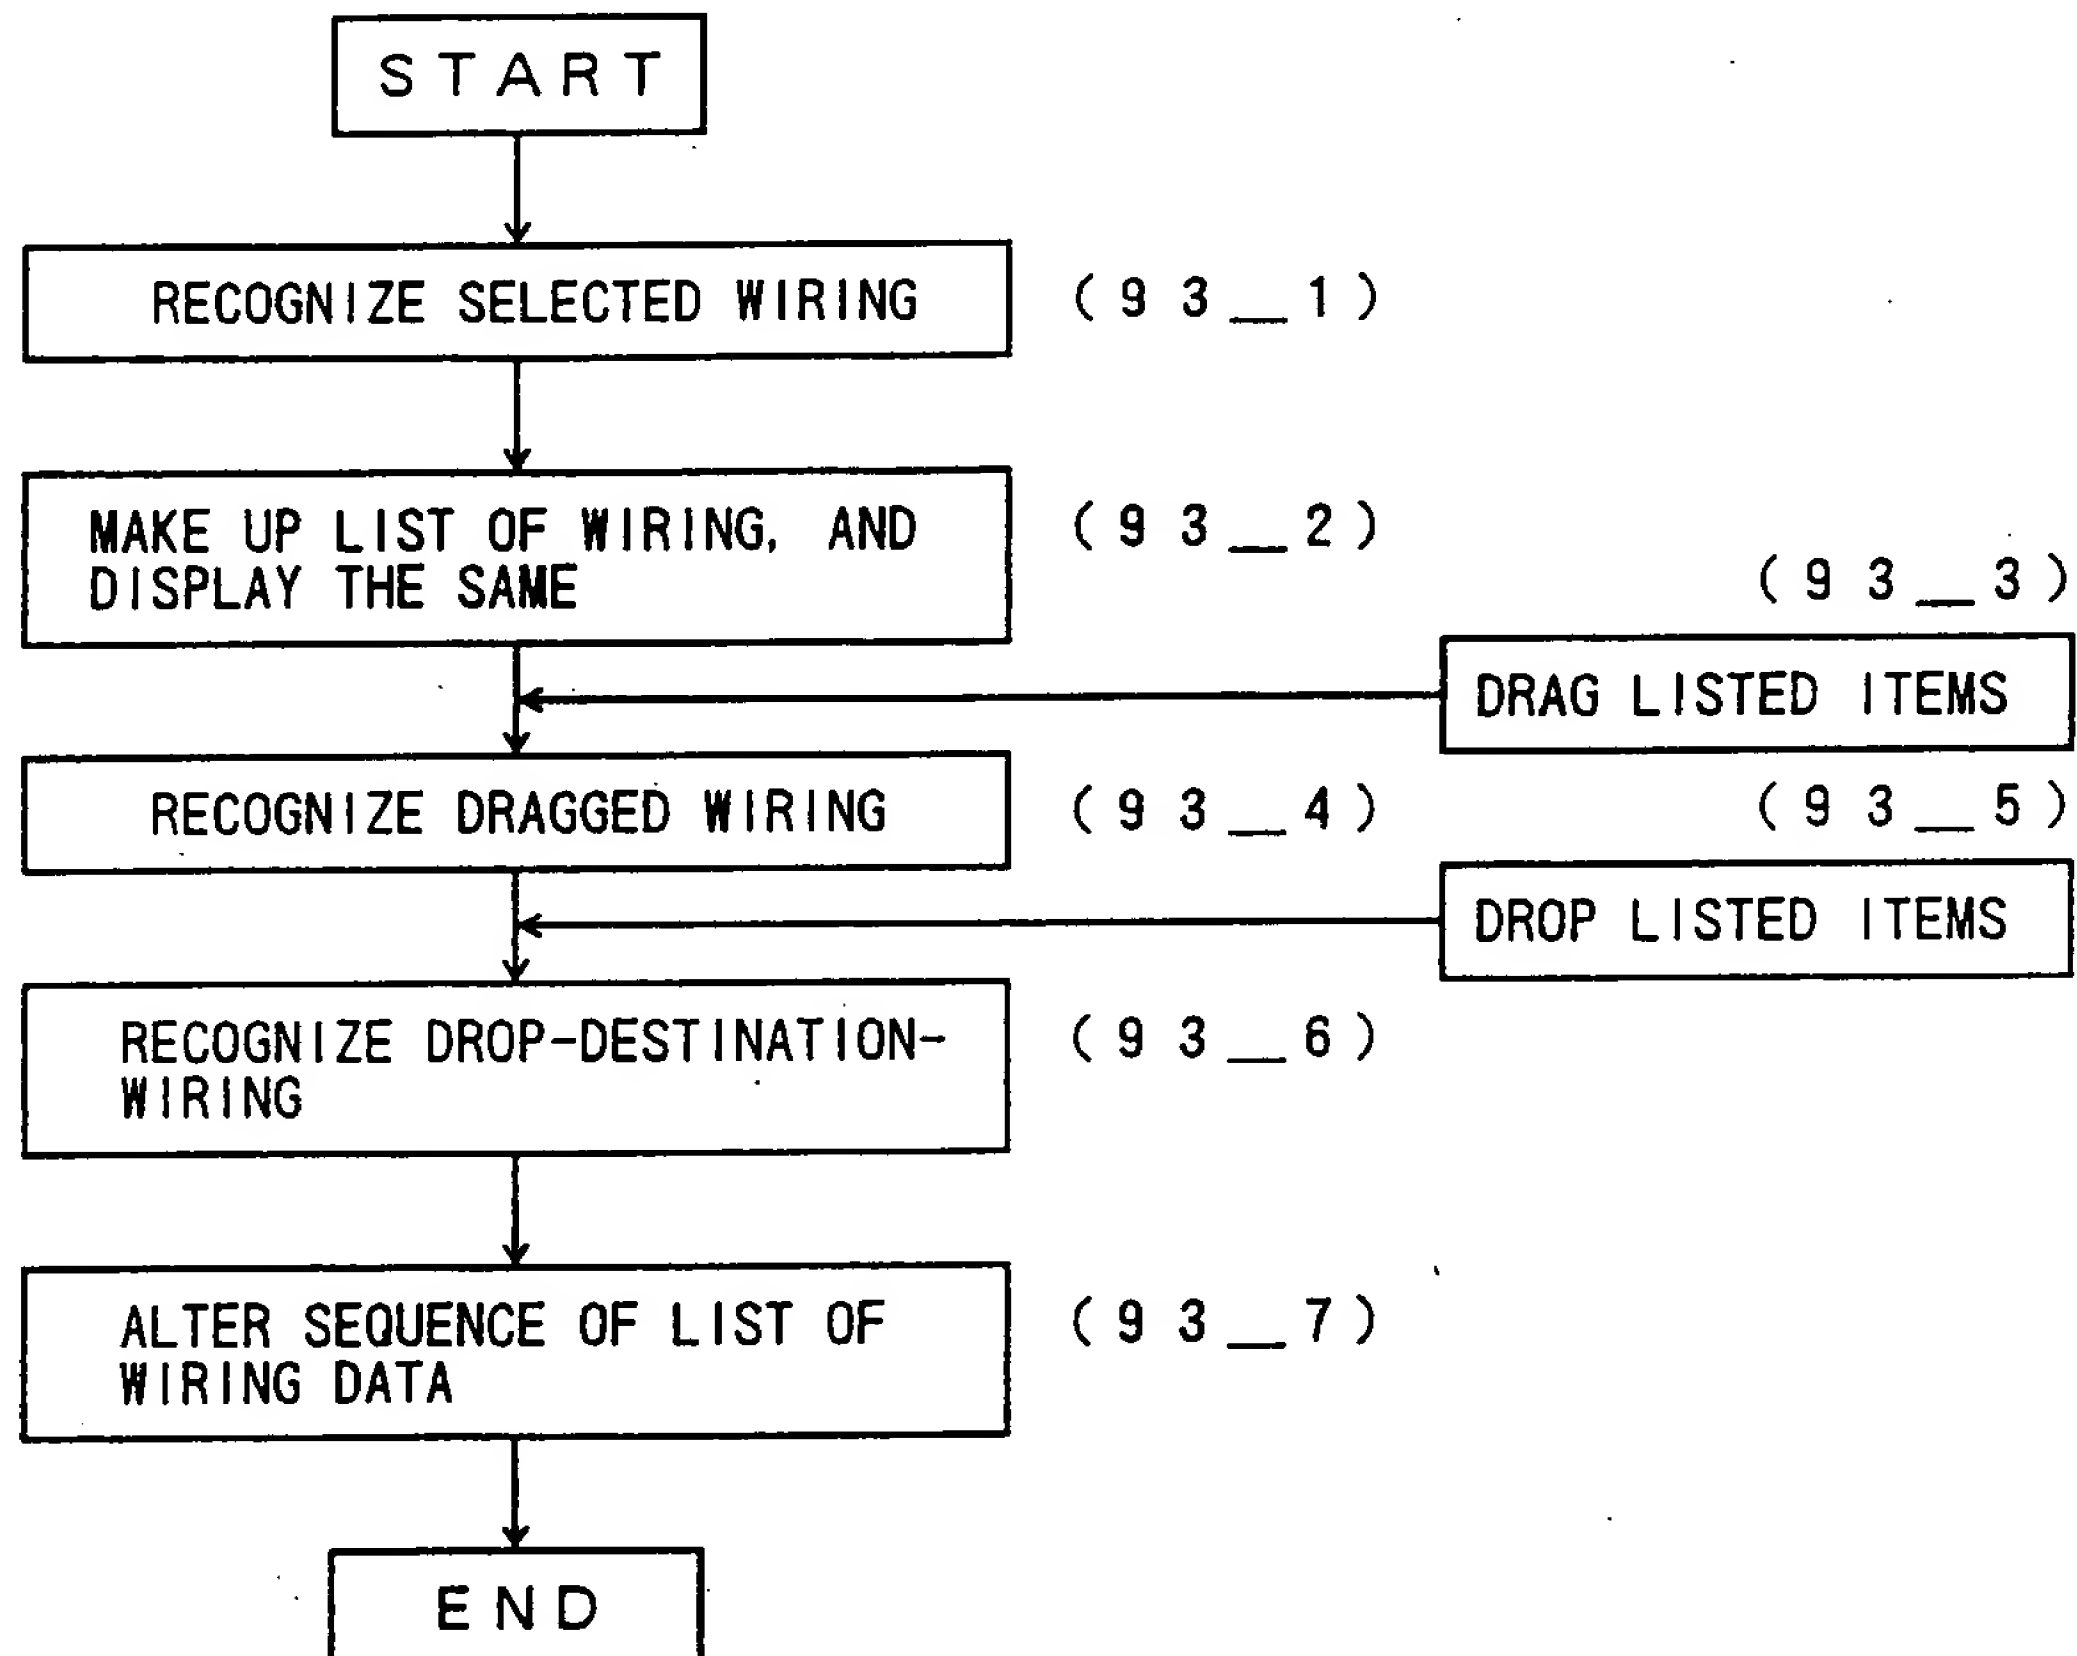 START
RECOGNIZE SELECTED WIRING
(93_1)
MAKE UP LIST OF WIRING, AND
DISPLAY THE SAME
(93_2)
(93_3)
DRAG LISTED ITEMS
RECOGNIZE DRAGGED WIRING
(93_4)
(93_5)
DROP LISTED ITEMS
RECOGNIZE DROP-DESTINATION-
WIRING
(93_6)
ALTER SEQUENCE OF LIST OF
WIRING DATA
(93_7)
END